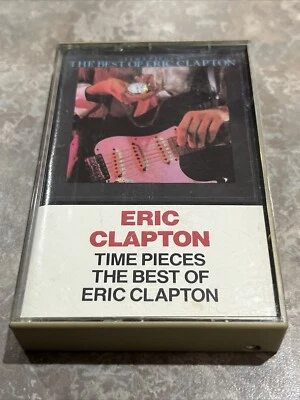 THE BEST OF ERIC CLAPTON
ERIC
CLAPTON
TIME PIECES
THE BEST OF
ERIC CLAPTON